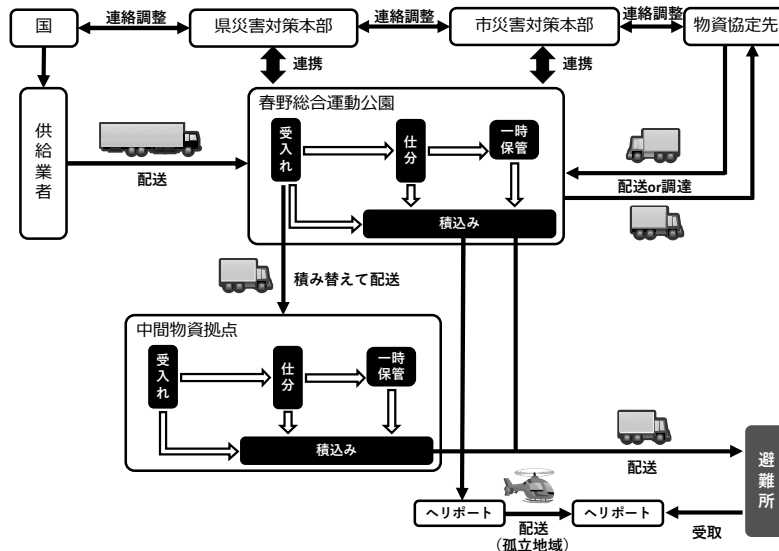 国
連絡調整
県災害対策本部
連絡調整
市災害対策本部
連絡調整
物資協定先
連携
連携
供給業者
配送
春野総合運動公園
受入れ
仕分
一時
保管
積込み
配送or調達
積み替えて配送
中間物資拠点
受入れ
仕分
一時
保管
積込み
配送
避難所
ヘリポート
配送
（孤立地域）
ヘリポート
受取